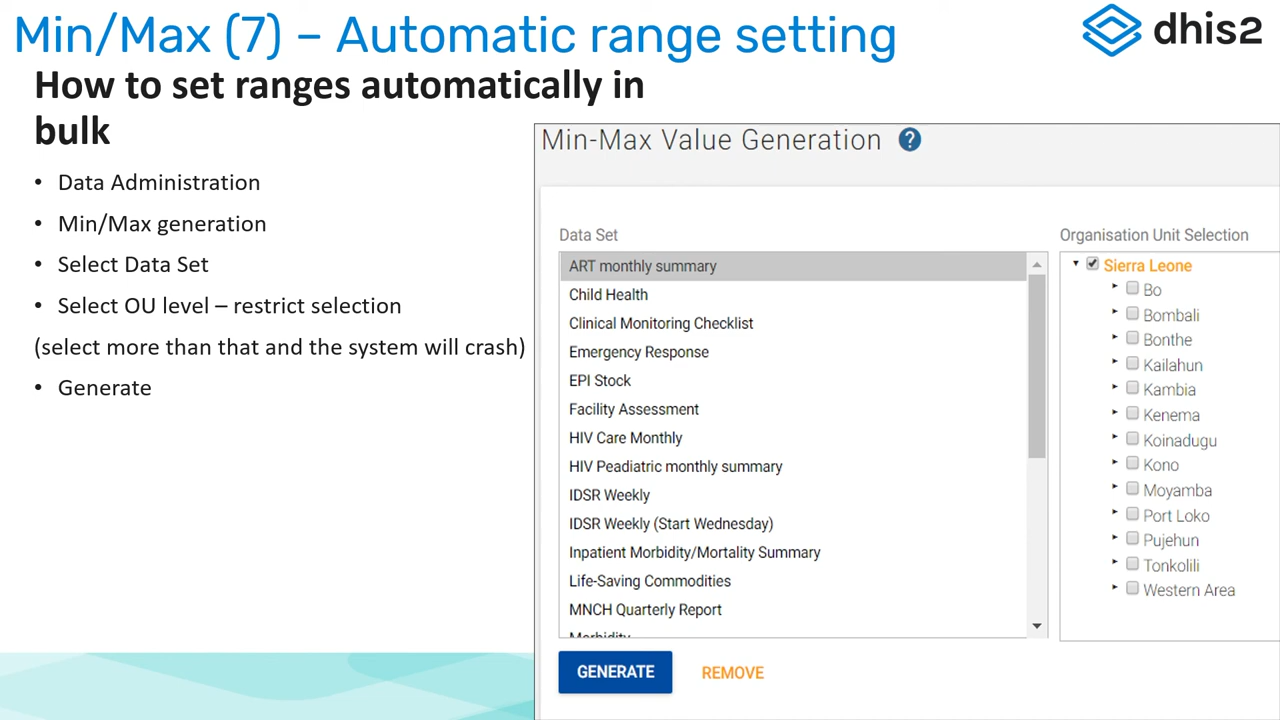 Min/Max (7) – Automatic range setting
dhis2
How to set ranges automatically in
bulk
• Data Administration
• Min/Max generation
• Select Data Set
• Select OU level – restrict selection
(select more than that and the system will crash)
• Generate
Min-Max Value Generation ?
Data Set
ART monthly summary
Child Health
Clinical Monitoring Checklist
Emergency Response
EPI Stock
Facility Assessment
HIV Care Monthly
HIV Peadiatric monthly summary
IDSR Weekly
IDSR Weekly (Start Wednesday)
Inpatient Morbidity/Mortality Summary
Life-Saving Commodities
MNCH Quarterly Report
Morbidity
GENERATE
REMOVE
Organisation Unit Selection
Sierra Leone
Bo
Bombali
Bonthe
Kailahun
Kambia
Kenema
Koinadugu
Kono
Moyamba
Port Loko
Pujehun
Tonkolili
Western Area